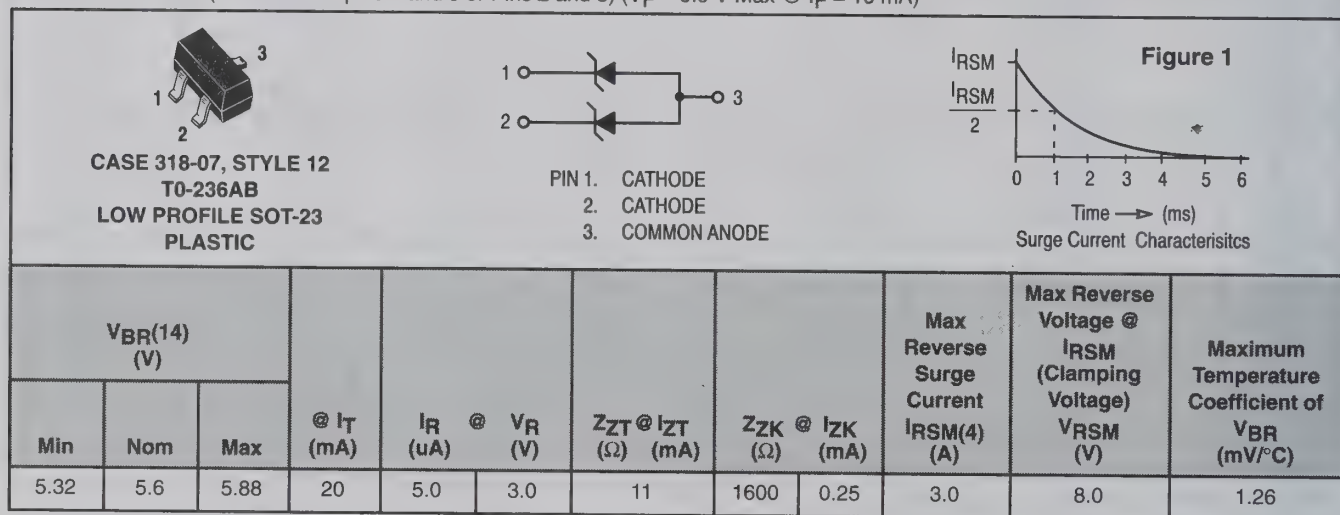 3
1
2
CASE 318-07, STYLE 12
T0-236AB
LOW PROFILE SOT-23
PLASTIC
1
2
3
PIN 1. CATHODE
2. CATHODE
3. COMMON ANODE
Figure 1
IRSM
IRSM
2
0 1 2 3 4 5 6
Time (ms)
Surge Current Characterisitcs
VBR(14)
(V)
Min Nom Max
@ IT
(mA)
IR @ VR
(uA) (V)
ZZT @ IZT
(Ω) (mA)
ZZK @ IZK
(Ω) (mA)
Max
Reverse
Surge
Current
IRSM(4)
(A)
Max Reverse
Voltage @
IRSM
(Clamping
Voltage)
VRSM
(V)
Maximum
Temperature
Coefficient of
VBR
(mV/°C)
5.32 5.6 5.88 20 5.0 3.0 11 1600 0.25 3.0 8.0 1.26